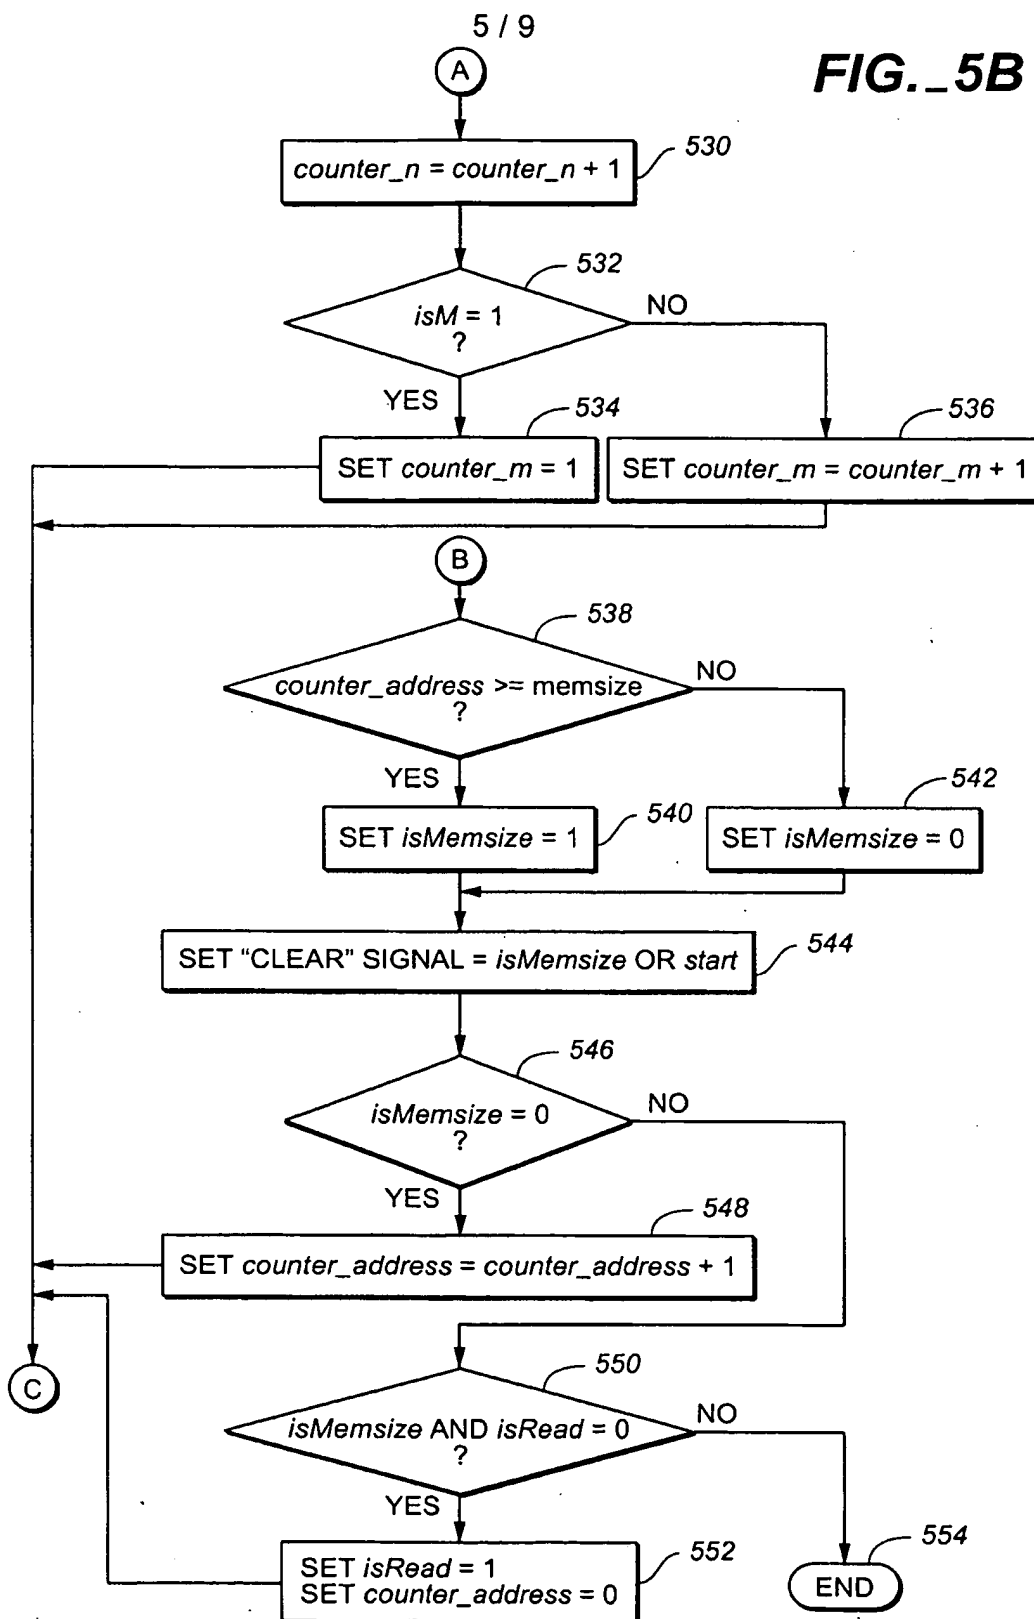 5 / 9
FIG._5B
A
counter_n = counter_n + 1
530
532
isM = 1
?
NO
YES
534
536
SET counter_m = 1
SET counter_m = counter_m + 1
B
538
counter_address >= memsize
?
NO
YES
540
542
SET isMemsize = 1
SET isMemsize = 0
SET "CLEAR" SIGNAL = isMemsize OR start
544
546
isMemsize = 0
?
NO
YES
548
SET counter_address = counter_address + 1
C
550
isMemsize AND isRead = 0
?
NO
YES
552
554
SET isRead = 1
SET counter_address = 0
END